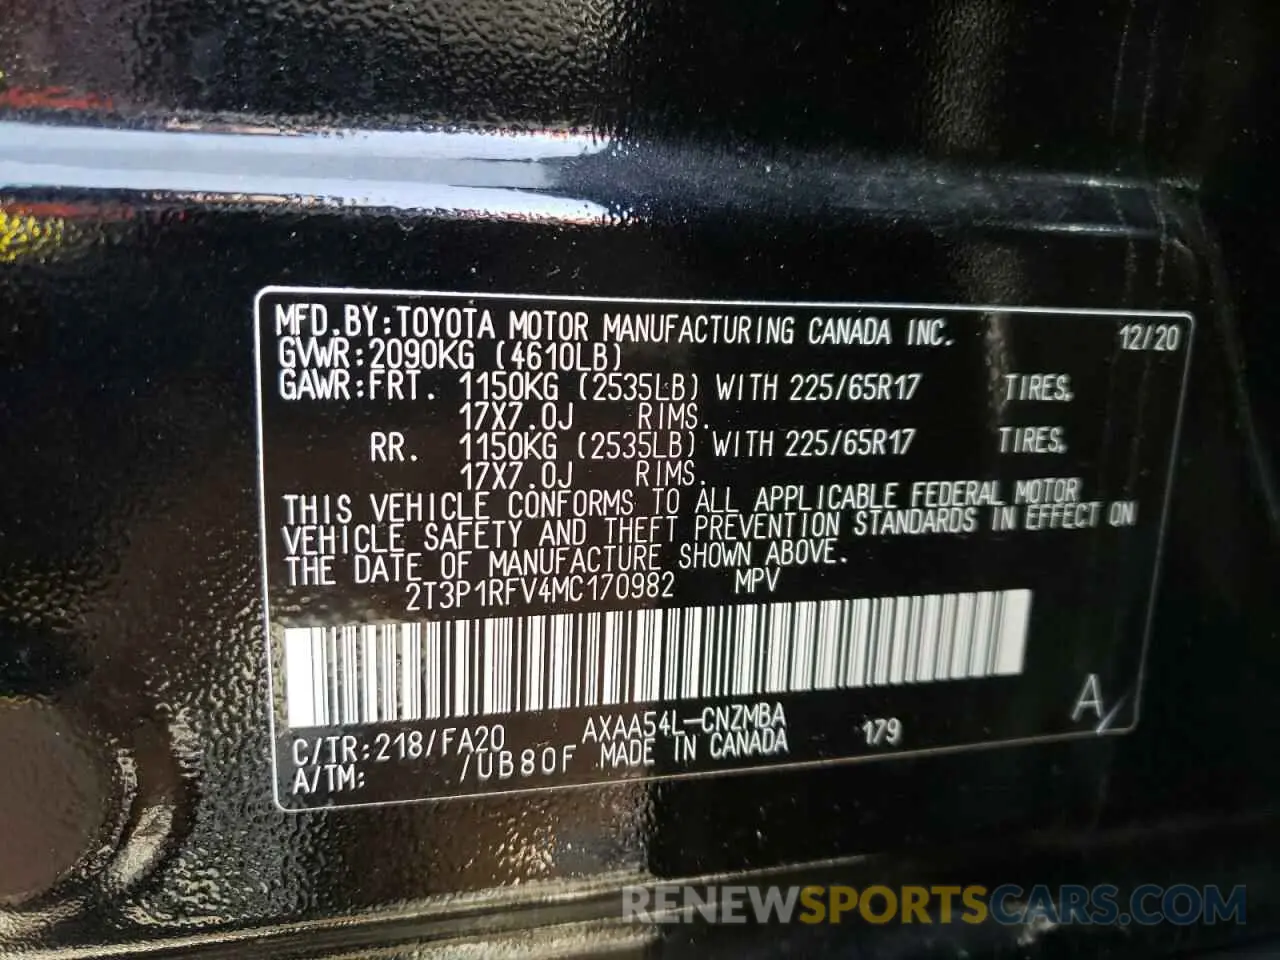 MFD.BY:TOYOTA MOTOR MANUFACTURING CANADA INC. 12/20
GVWR:2090KG (4610LB)
GAWR:FRT. 1150KG (2535LB) WITH 225/65R17 TIRES.
17X7.0J RIMS.
RR. 1150KG (2535LB) WITH 225/65R17 TIRES.
17X7.0J RIMS.
THIS VEHICLE CONFORMS TO ALL APPLICABLE FEDERAL MOTOR
VEHICLE SAFETY AND THEFT PREVENTION STANDARDS IN EFFECT ON
THE DATE OF MANUFACTURE SHOWN ABOVE.
2T3P1RFV4MC170982 MPV
C/TR:218/FA20 AXAA54L-CNZMBA 179
A/TM: /UB80F MADE IN CANADA
A
RENEWSPORTSCARS.COM